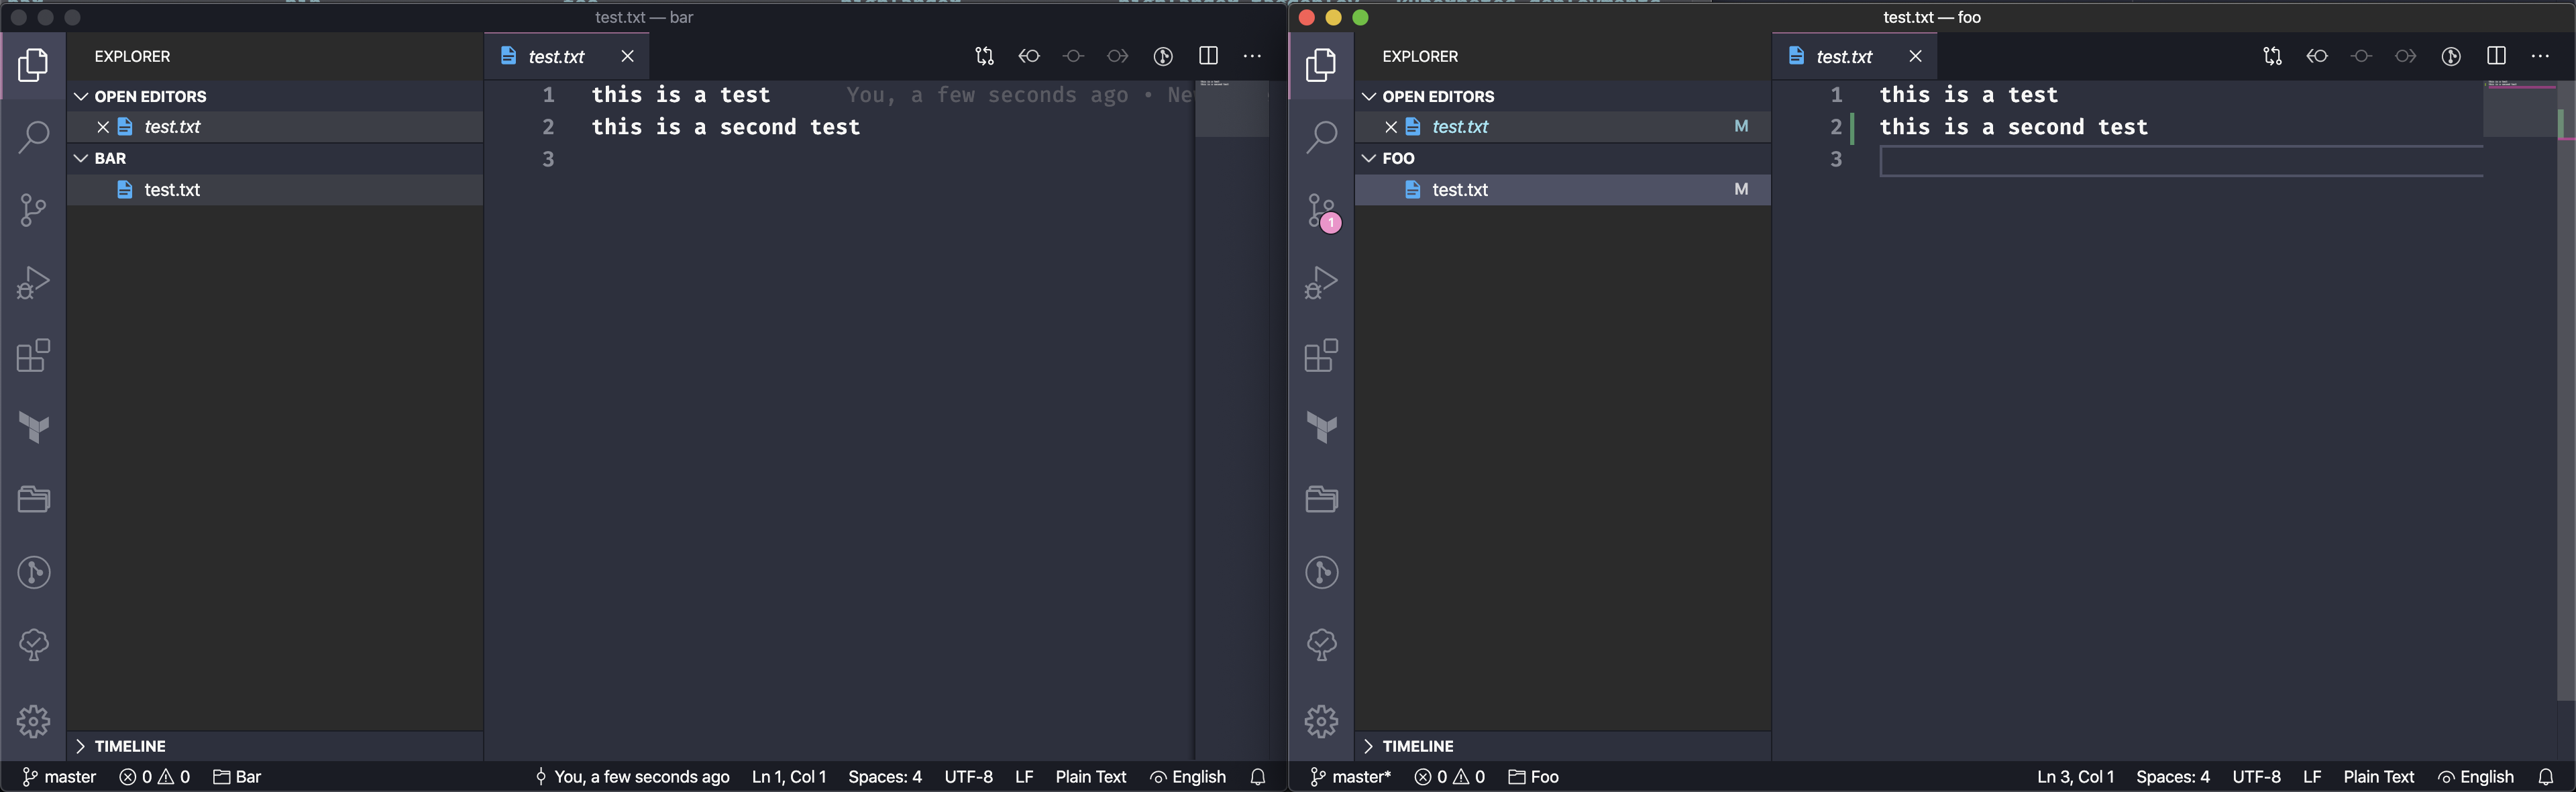 test.txt — bar
EXPLORER
test.txt
OPEN EDITORS
test.txt
BAR
test.txt
1 this is a test You, a few seconds ago • Ne
2 this is a second test
3
TIMELINE
master 0 0 Bar You, a few seconds ago Ln 1, Col 1 Spaces: 4 UTF-8 LF Plain Text English
test.txt — foo
EXPLORER
test.txt
OPEN EDITORS
test.txt M
FOO
test.txt M
1
1 this is a test
2 this is a second test
3
TIMELINE
master* 0 0 Foo Ln 3, Col 1 Spaces: 4 UTF-8 LF Plain Text English